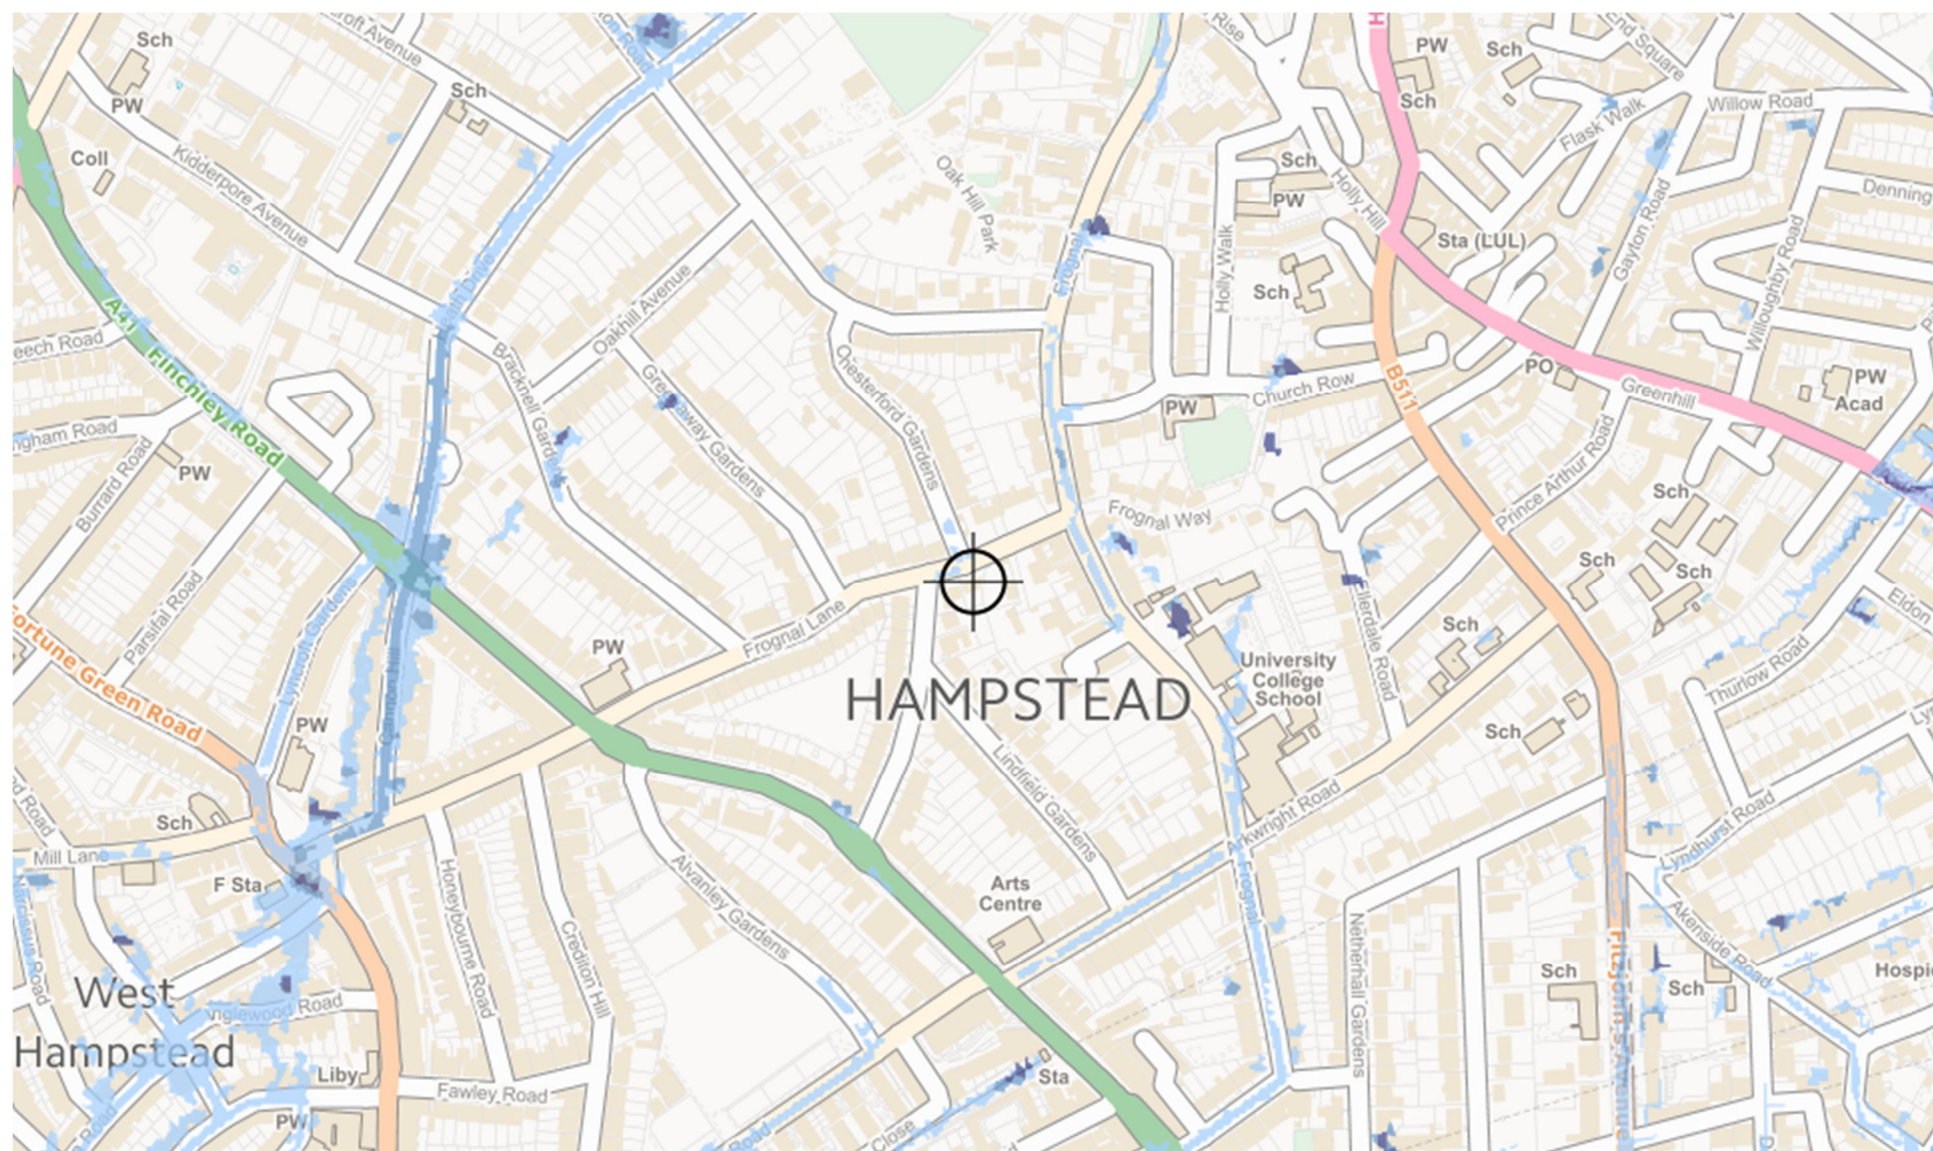 Sch
PW
Coll
Kidderpore Avenue
Sch
PW
Sch
Rise
End Square
Sch
Willow Road
Flask Walk
Oak Hill Park
Sch
PW
Holly Hill
Denning
Sta (LUL)
Gayton Road
Willoughby Road
Holly Walk
Sch
Frognal
Oakhill Avenue
A41
Finchley Road
Bracknell
Greenaway Gardens
Chesterford Gardens
Church Row
PW
B511
PO
Greenhill
PW
Acad
Prince Arthur Road
Burrard Road
PW
Frognal Way
Sch
Sch
Sch
Eldon
Parsifal Road
Lyncroft Gardens
Fortune Green Road
PW
Frognal Lane
PW
HAMPSTEAD
University
College
School
Ellerdale Road
Sch
Thurlow Road
Sch
Lindfield Gardens
Arkwright Road
Lyndhurst Road
Sch
Mill Lane
F Sta
Honeybourne Road
Alvanley Gardens
Arts
Centre
Frognal
Akenside Road
Netherhall Gardens
Fitzjohn's Avenue
Sch
Sch
Crediton Hill
West
Hampstead
Liby
Fawley Road
Sta
PW
Close
Road